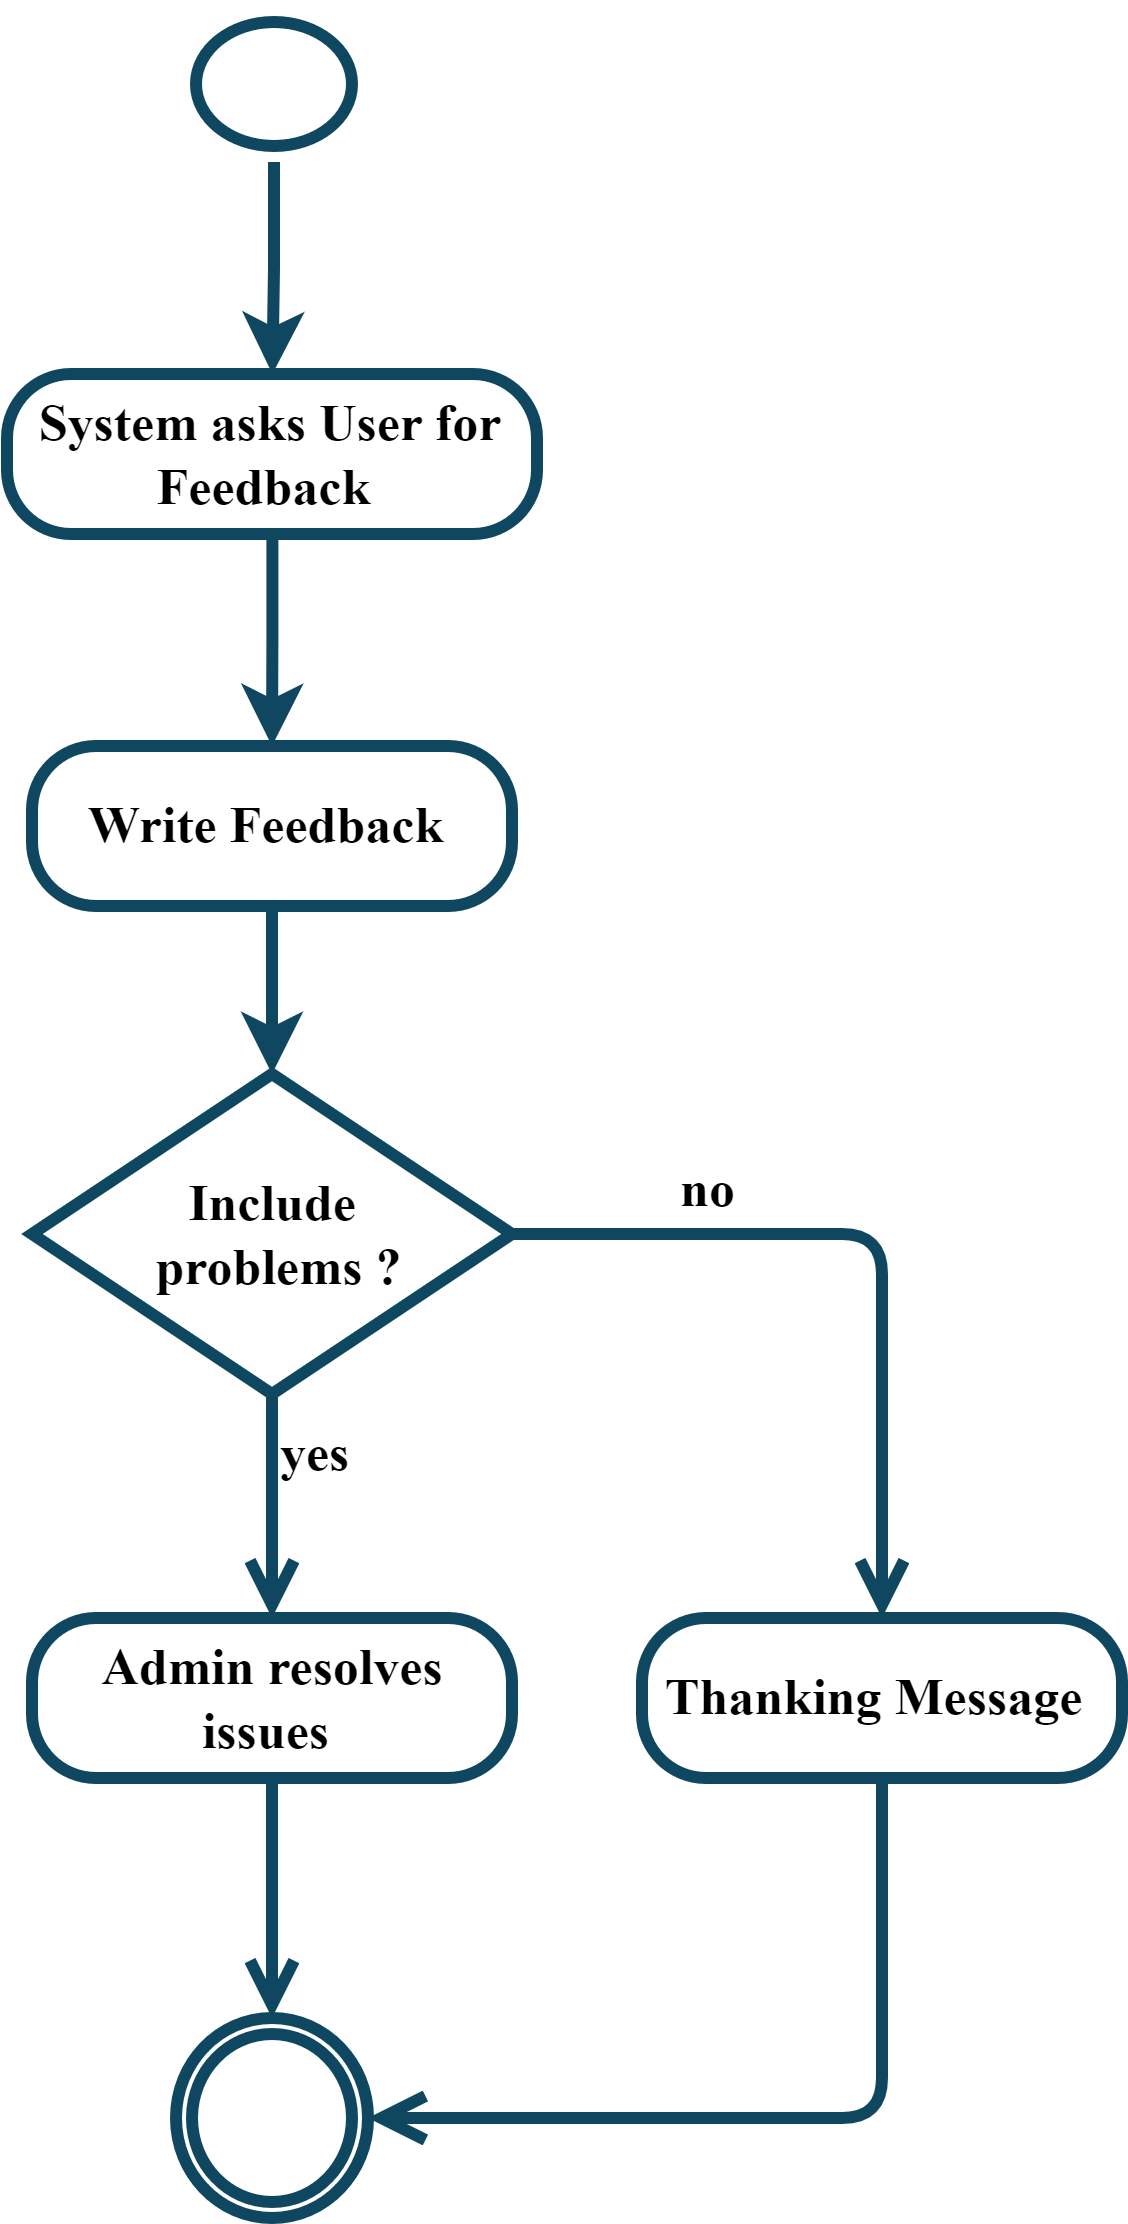 System asks User for
Feedback
Write Feedback
Include
problems ?
no
yes
Admin resolves
issues
Thanking Message